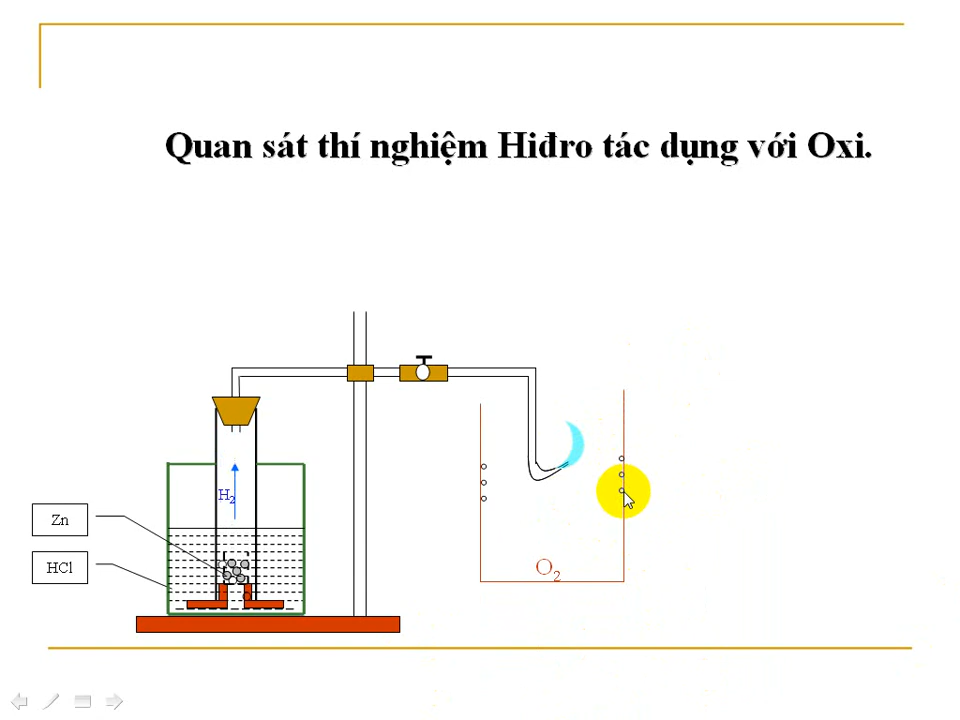 Quan sát thí nghiệm Hiđro tác dụng với Oxi.
H₂
Zn
HCl
O₂